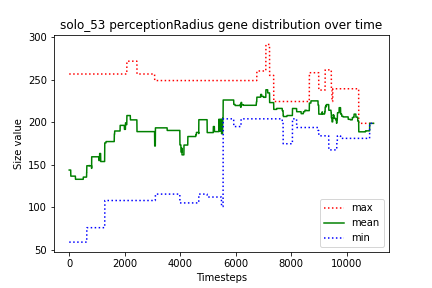 solo_53 perceptionRadius gene distribution over time
300
250
200
150
100
50
Size value
0 2000 4000 6000 8000 10000
Timesteps
max
mean
min